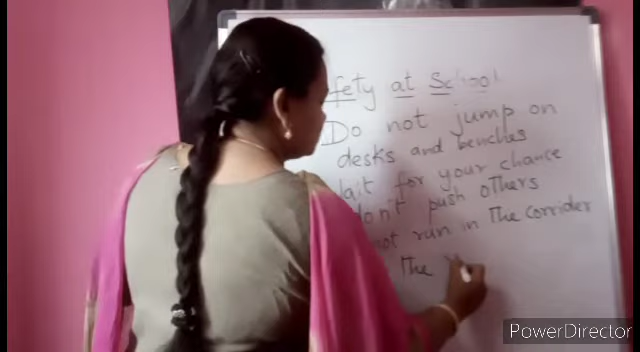 fety at School
Do not jump on
desks and benches
ait for your chance
don't push others
not run in the corrider
The
PowerDirector